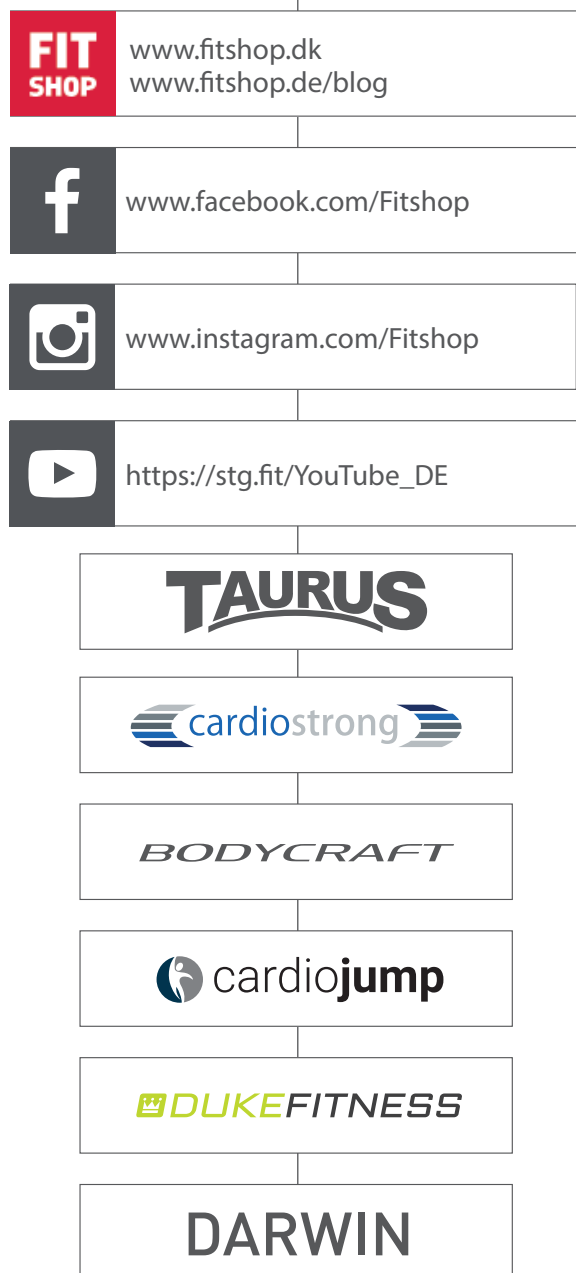 FIT
SHOP
www.fitshop.dk
www.fitshop.de/blog
www.facebook.com/Fitshop
www.instagram.com/Fitshop
https://stg.fit/YouTube_DE
TAURUS
cardiostrong
BODYCRAFT
cardiojump
DUKEFITNESS
DARWIN